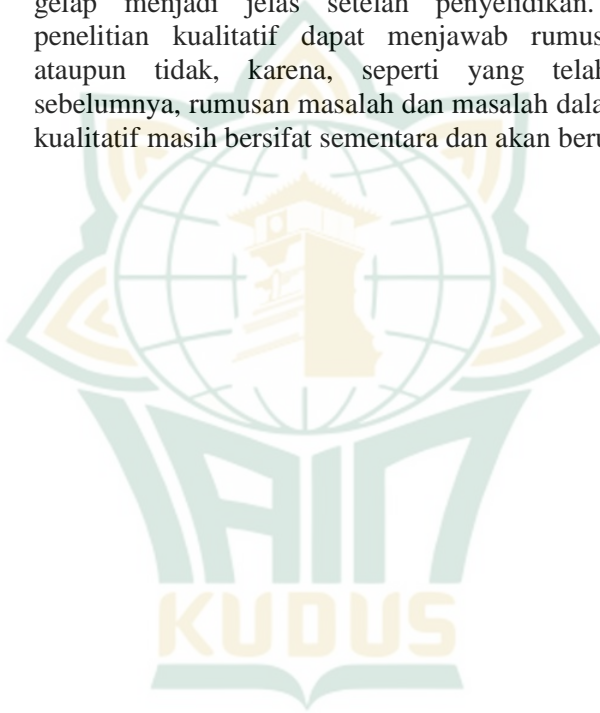 gelap menjadi jelas setelah penyelidikan.
penelitian kualitatif dapat menjawab
ataupun tidak, karena, seperti yang
sebelumnya, rumusan masalah dan masalah
kualitatif masih bersifat sementara dan akan
IAIN
KUDUS